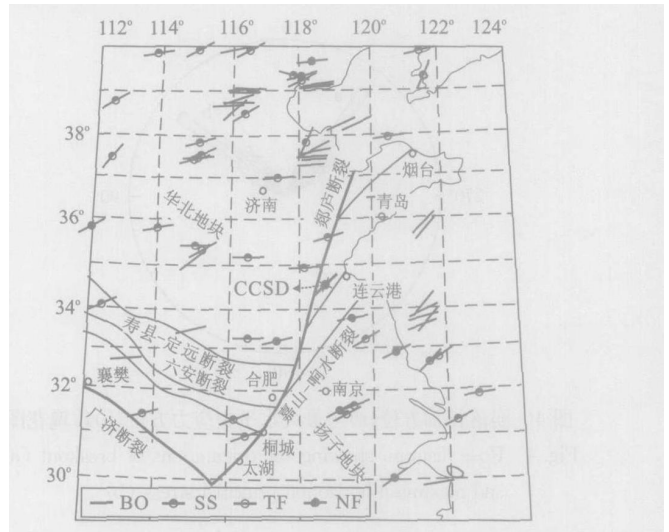 112° 114° 116° 118° 120° 122° 124°
38°
36°
34°
32°
30°
烟台
青岛
济南
郯庐断裂
华北地块
CCSD
连云港
寿县-定远断裂
六安断裂
合肥
嘉山-响水断裂
襄樊
南京
广济断裂
扬子地块
桐城
太湖
BO SS TF NF